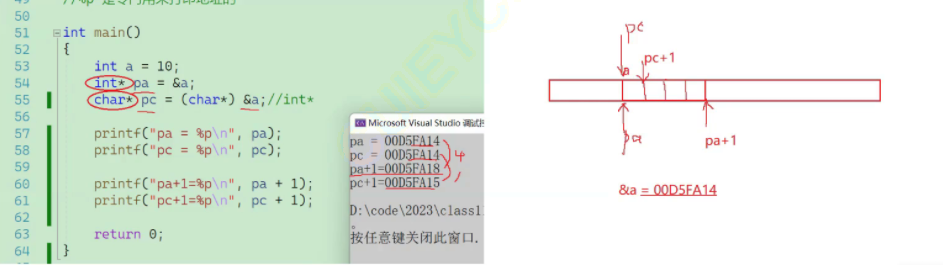 49 //%p 是专门用来打印地址的
50
51 int main()
52 {
53 int a = 10;
54 int* pa = &a;
55 char* pc = (char*) &a;//int*
56
57 printf("pa = %p\n", pa);
58 printf("pc = %p\n", pc);
59
60 printf("pa+1=%p\n", pa + 1);
61 printf("pc+1=%p\n", pc + 1);
62
63 return 0;
64 }
Microsoft Visual Studio 调试
pa = 00D5FA14
pc = 00D5FA14
pa+1=00D5FA18
pc+1=00D5FA15
4
1
D:\code\2023\class1
。
按任意键关闭此窗口.
pc
pc+1
a
pa
pa+1
&a = 00D5FA14